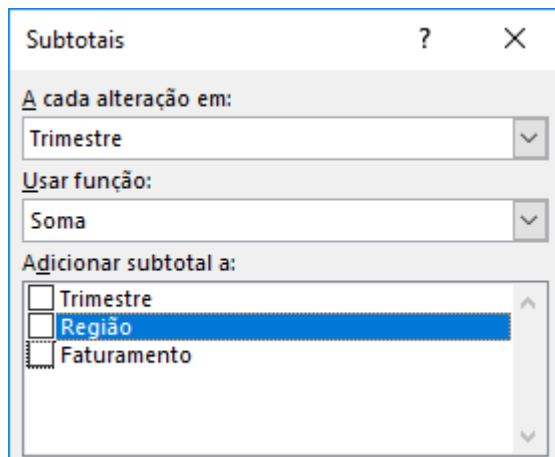 Subtotais ?
A cada alteração em:
Trimestre
Usar função:
Soma
Adicionar subtotal a:
Trimestre
Região
Faturamento